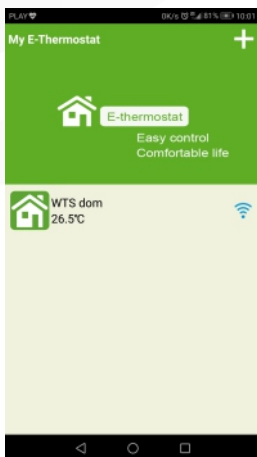 PLAY 0K/s 81% 10:01
My E-Thermostat +
E-thermostat
Easy control
Comfortable life
WTS dom
26.5℃